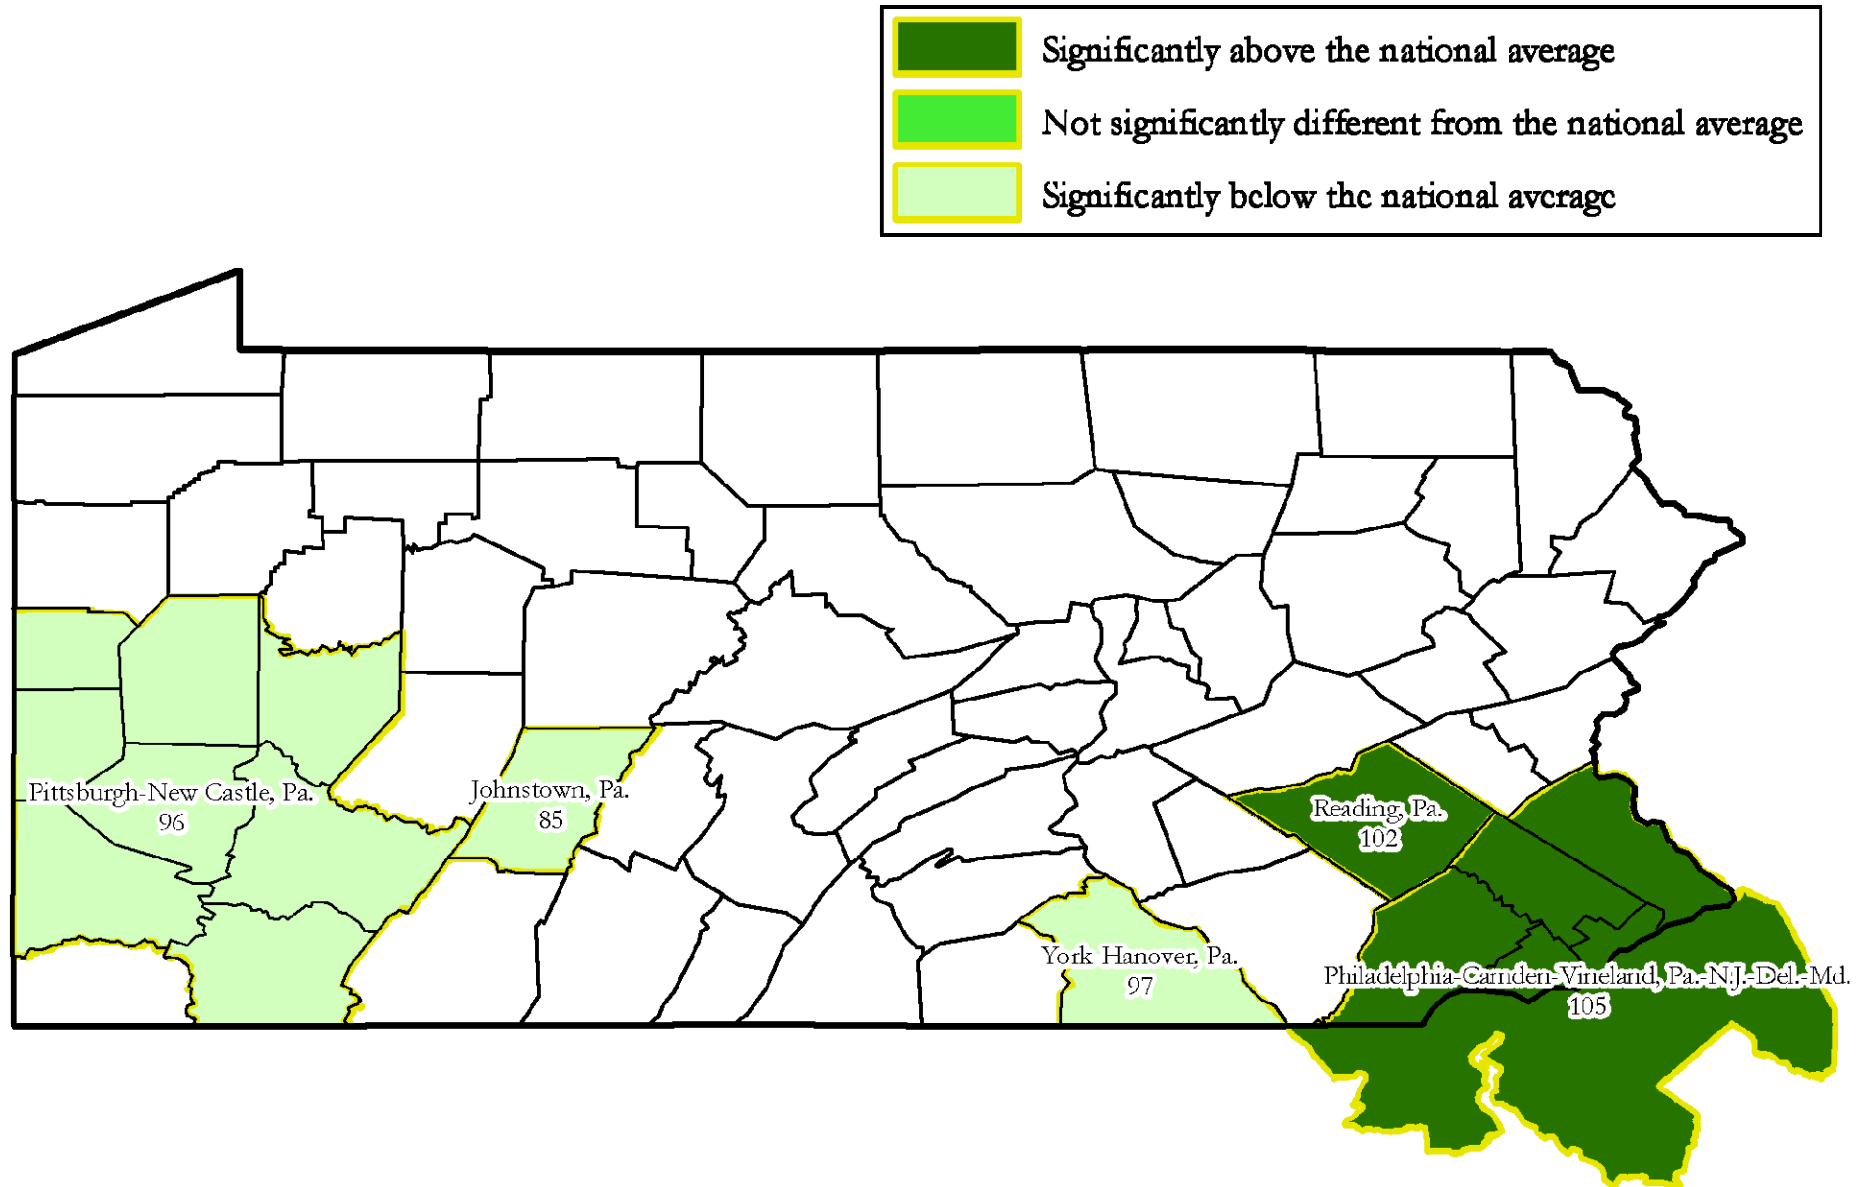 Significantly above the national average
Not significantly different from the national average
Significantly below the national average
Pittsburgh-New Castle, Pa.
96
Johnstown, Pa.
85
Reading, Pa.
102
York Hanover, Pa.
97
Philadelphia-Camden-Vineland, Pa.-N.J.-Del.-Md.
105